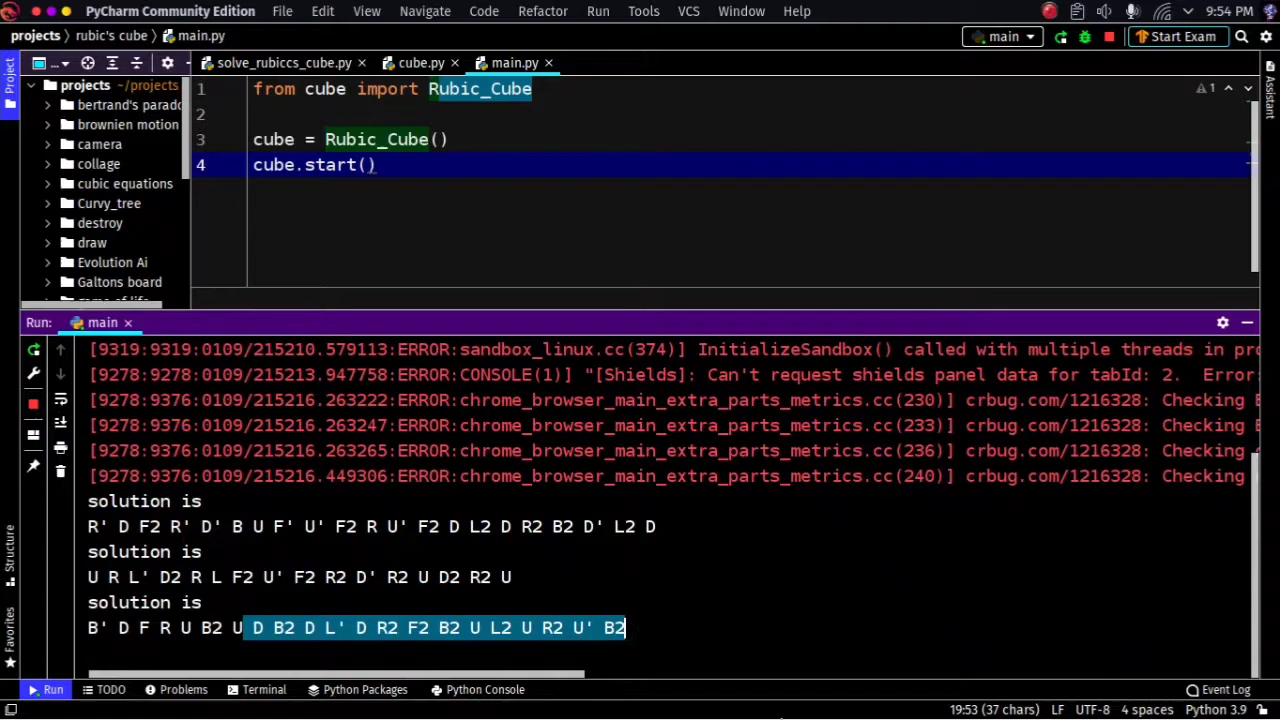 PyCharm Community Edition File Edit View Navigate Code Refactor Run Tools VCS Window Help 9:54 PM
projects rubic's cube main.py main Start Exam
Project ... solve_rubiccs_cube.py cube.py main.py
projects ~/projects
bertrand's parado
brownien motion
camera
collage
cubic equations
Curvy_tree
destroy
draw
Evolution Ai
Galtons board
1 from cube import Rubic_Cube
2
3 cube = Rubic_Cube()
4 cube.start()
1
Assistant
Run: main
[9319:9319:0109/215210.579113:ERROR:sandbox_linux.cc(374)] InitializeSandbox() called with multiple threads in pro
[9278:9278:0109/215213.947758:ERROR:CONSOLE(1)] "[Shields]: Can't request shields panel data for tabId: 2. Error:
[9278:9376:0109/215216.263222:ERROR:chrome_browser_main_extra_parts_metrics.cc(230)] crbug.com/1216328: Checking
[9278:9376:0109/215216.263247:ERROR:chrome_browser_main_extra_parts_metrics.cc(233)] crbug.com/1216328: Checking
[9278:9376:0109/215216.263265:ERROR:chrome_browser_main_extra_parts_metrics.cc(236)] crbug.com/1216328: Checking
[9278:9376:0109/215216.449306:ERROR:chrome_browser_main_extra_parts_metrics.cc(240)] crbug.com/1216328: Checking
solution is
R' D F2 R' D' B U F' U' F2 R U' F2 D L2 D R2 B2 D' L2 D
solution is
U R L' D2 R L F2 U' F2 R2 D' R2 U D2 R2 U
solution is
B' D F R U B2 U D B2 D L' D R2 F2 B2 U L2 U R2 U' B2
Structure
Favorites
Run TODO Problems Terminal Python Packages Python Console Event Log
19:53 (37 chars) LF UTF-8 4 spaces Python 3.9